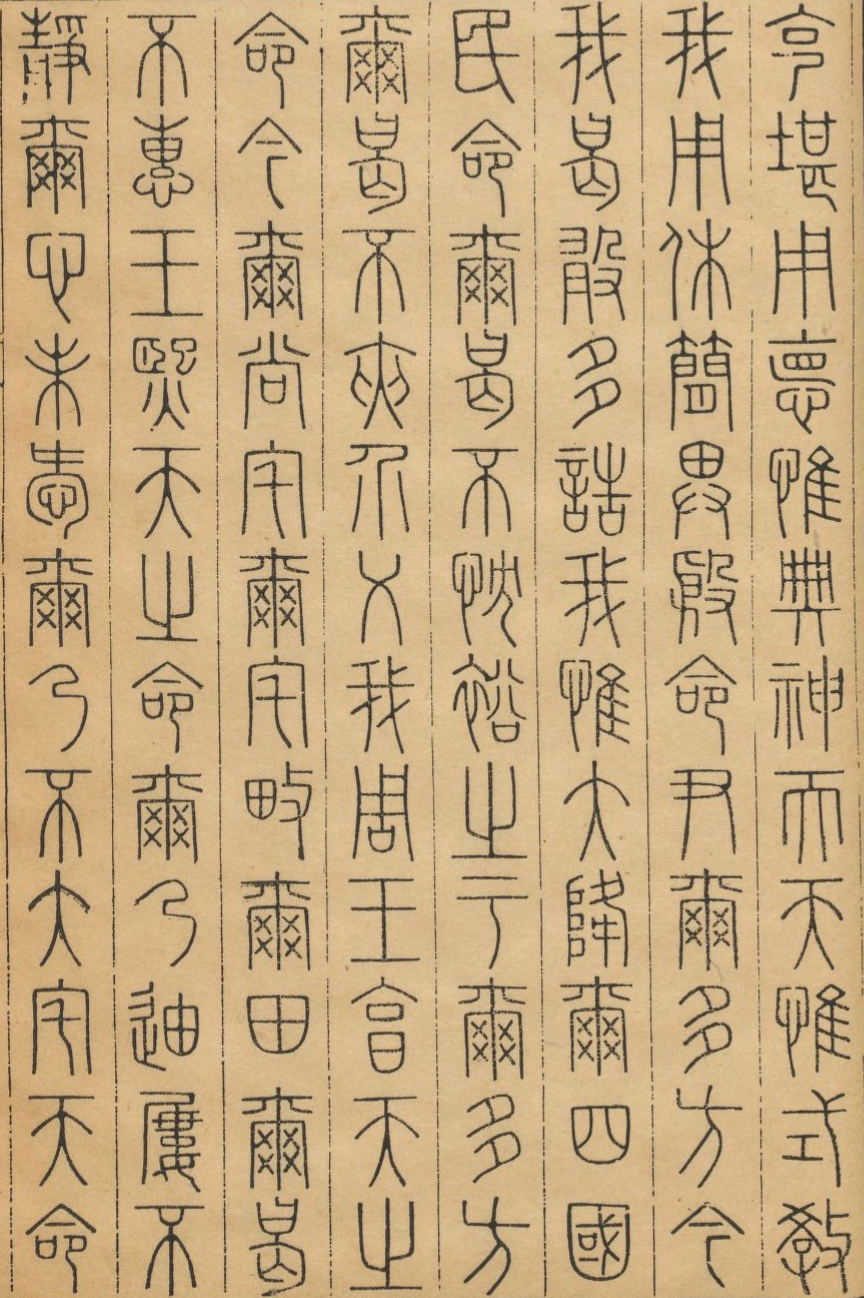 克堪用悳惟典神天天惟式教
我用休簡畀殷命尹爾多方今
我曷敢多誥我惟大降爾四國
民命爾曷不忱裕之于爾多方
爾曷不夾介乂我周王享天之
命今爾尚宅爾宅畋爾田爾曷
不惠王熙天之命爾乃迪屢不
靜爾心未愛爾乃不大宅天命